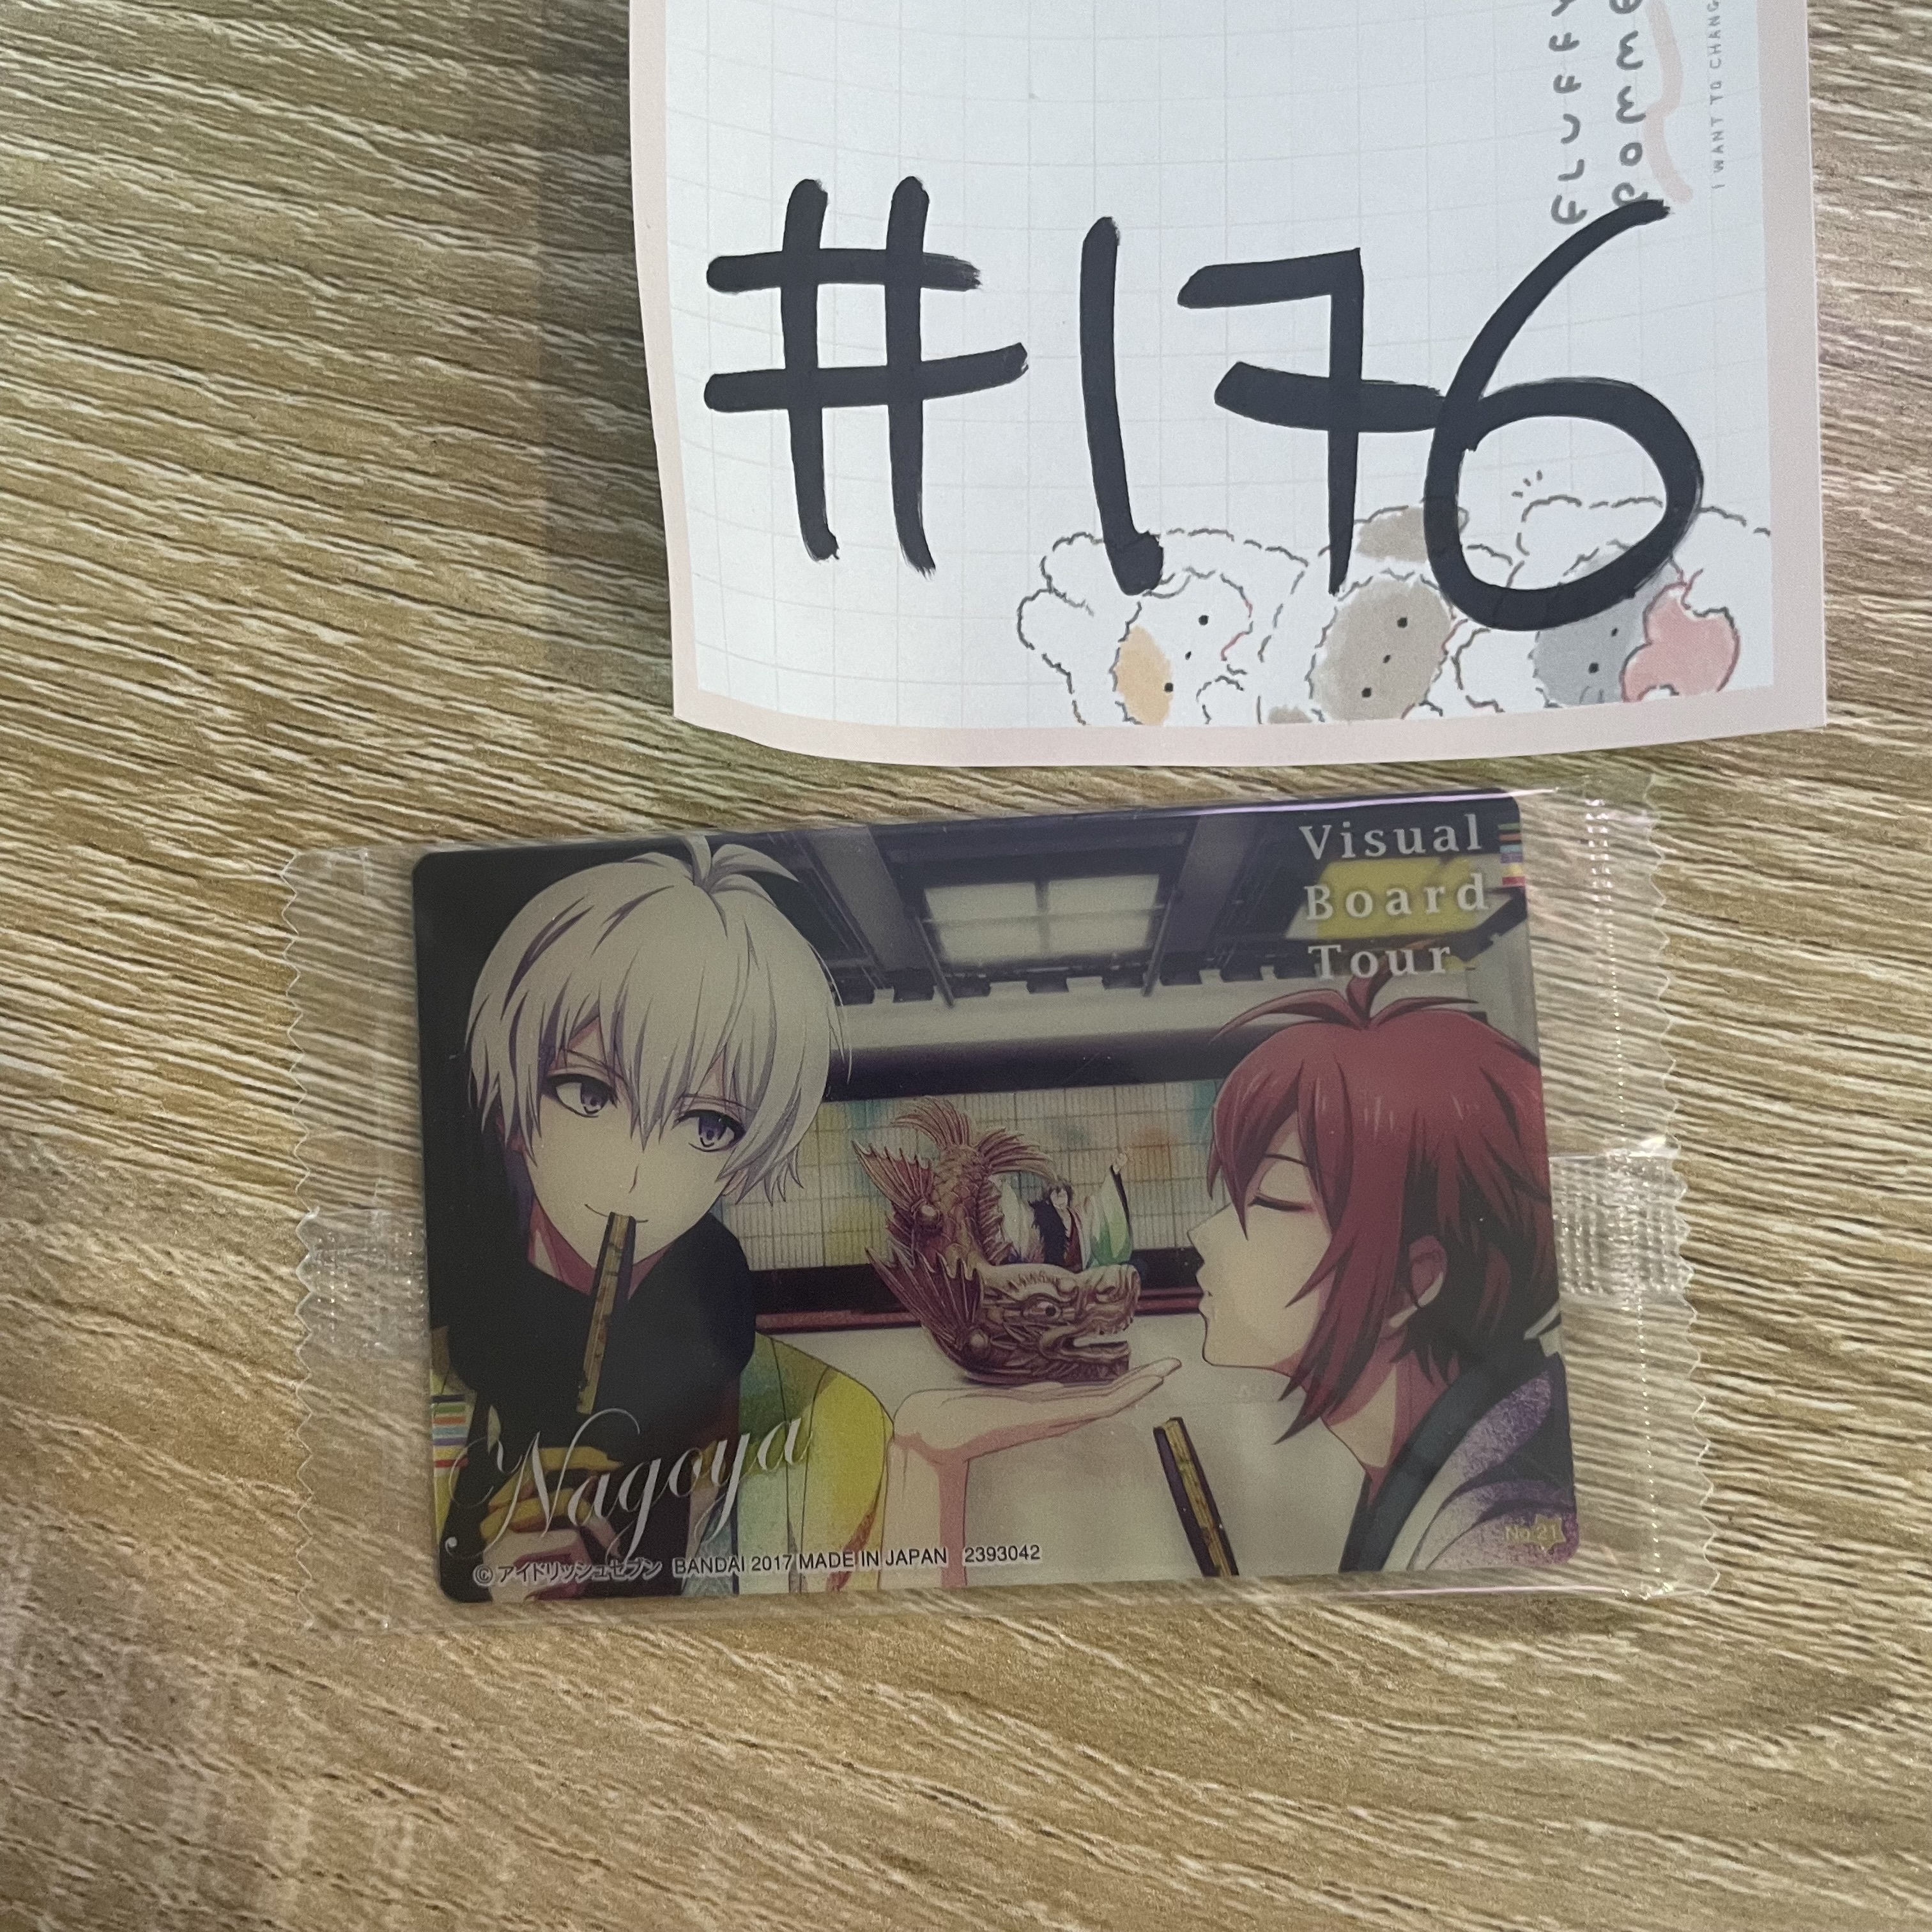 FLUFFY
I WANT TO CHANG
#176
Visual
Board
Tour
Nagoya
© アイドリッシュセブン BANDAI 2017 MADE IN JAPAN 2393042
No.21